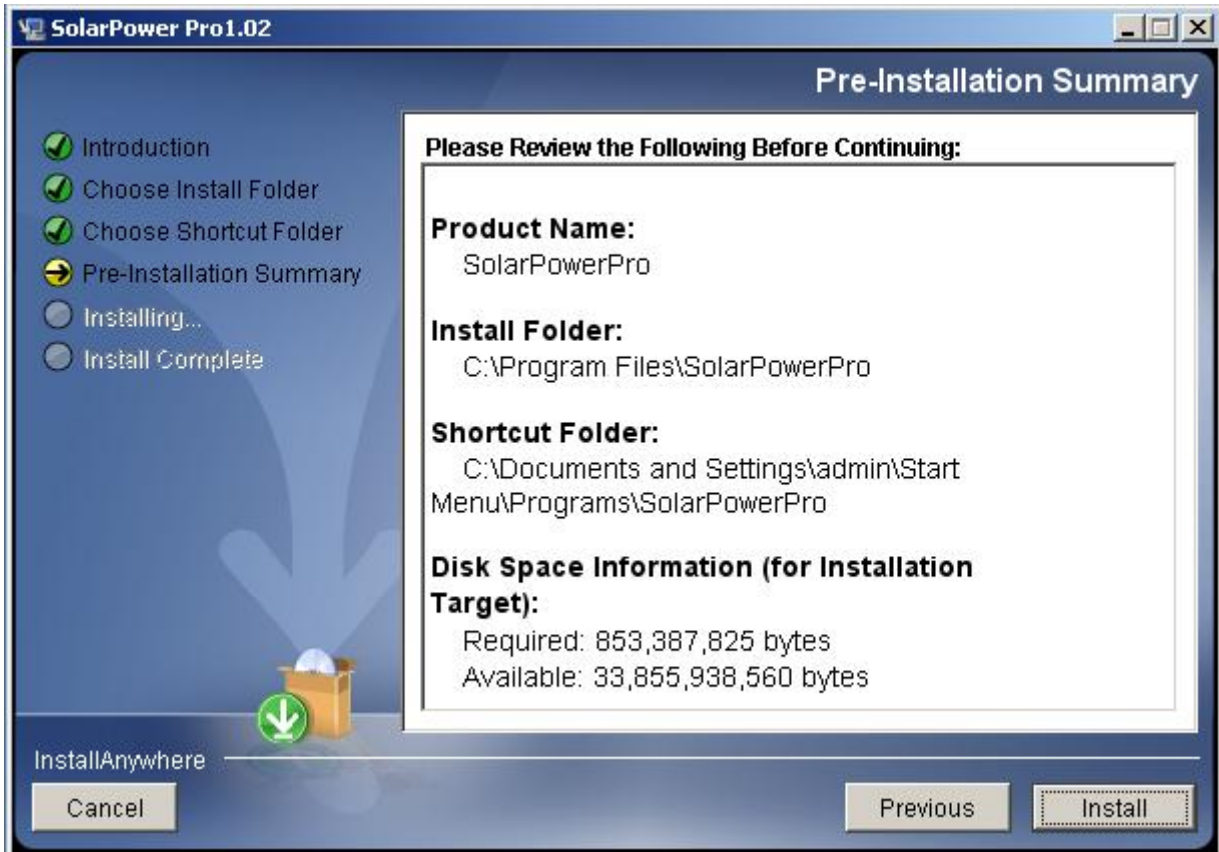 SolarPower Pro1.02
Pre-Installation Summary
Introduction
Choose Install Folder
Choose Shortcut Folder
Pre-Installation Summary
Installing...
Install Complete
Please Review the Following Before Continuing:
Product Name:
SolarPowerPro
Install Folder:
C:\Program Files\SolarPowerPro
Shortcut Folder:
C:\Documents and Settings\admin\Start
Menu\Programs\SolarPowerPro
Disk Space Information (for Installation
Target):
Required: 853,387,825 bytes
Available: 33,855,938,560 bytes
InstallAnywhere
Cancel
Previous
Install